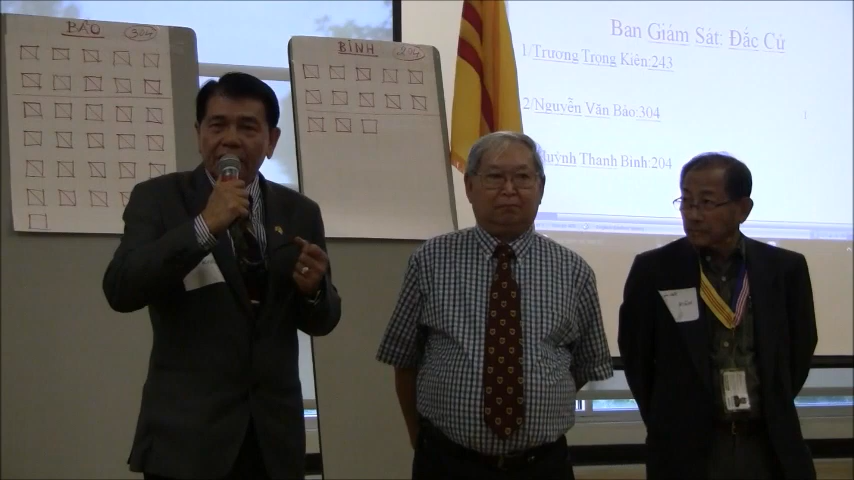 BẢO 304
BÌNH 204
Ban Giám Sát: Đắc Cử
1/Trương Trọng Kiên:243
2/Nguyễn Văn Bảo:304
Huỳnh Thanh Bình:204